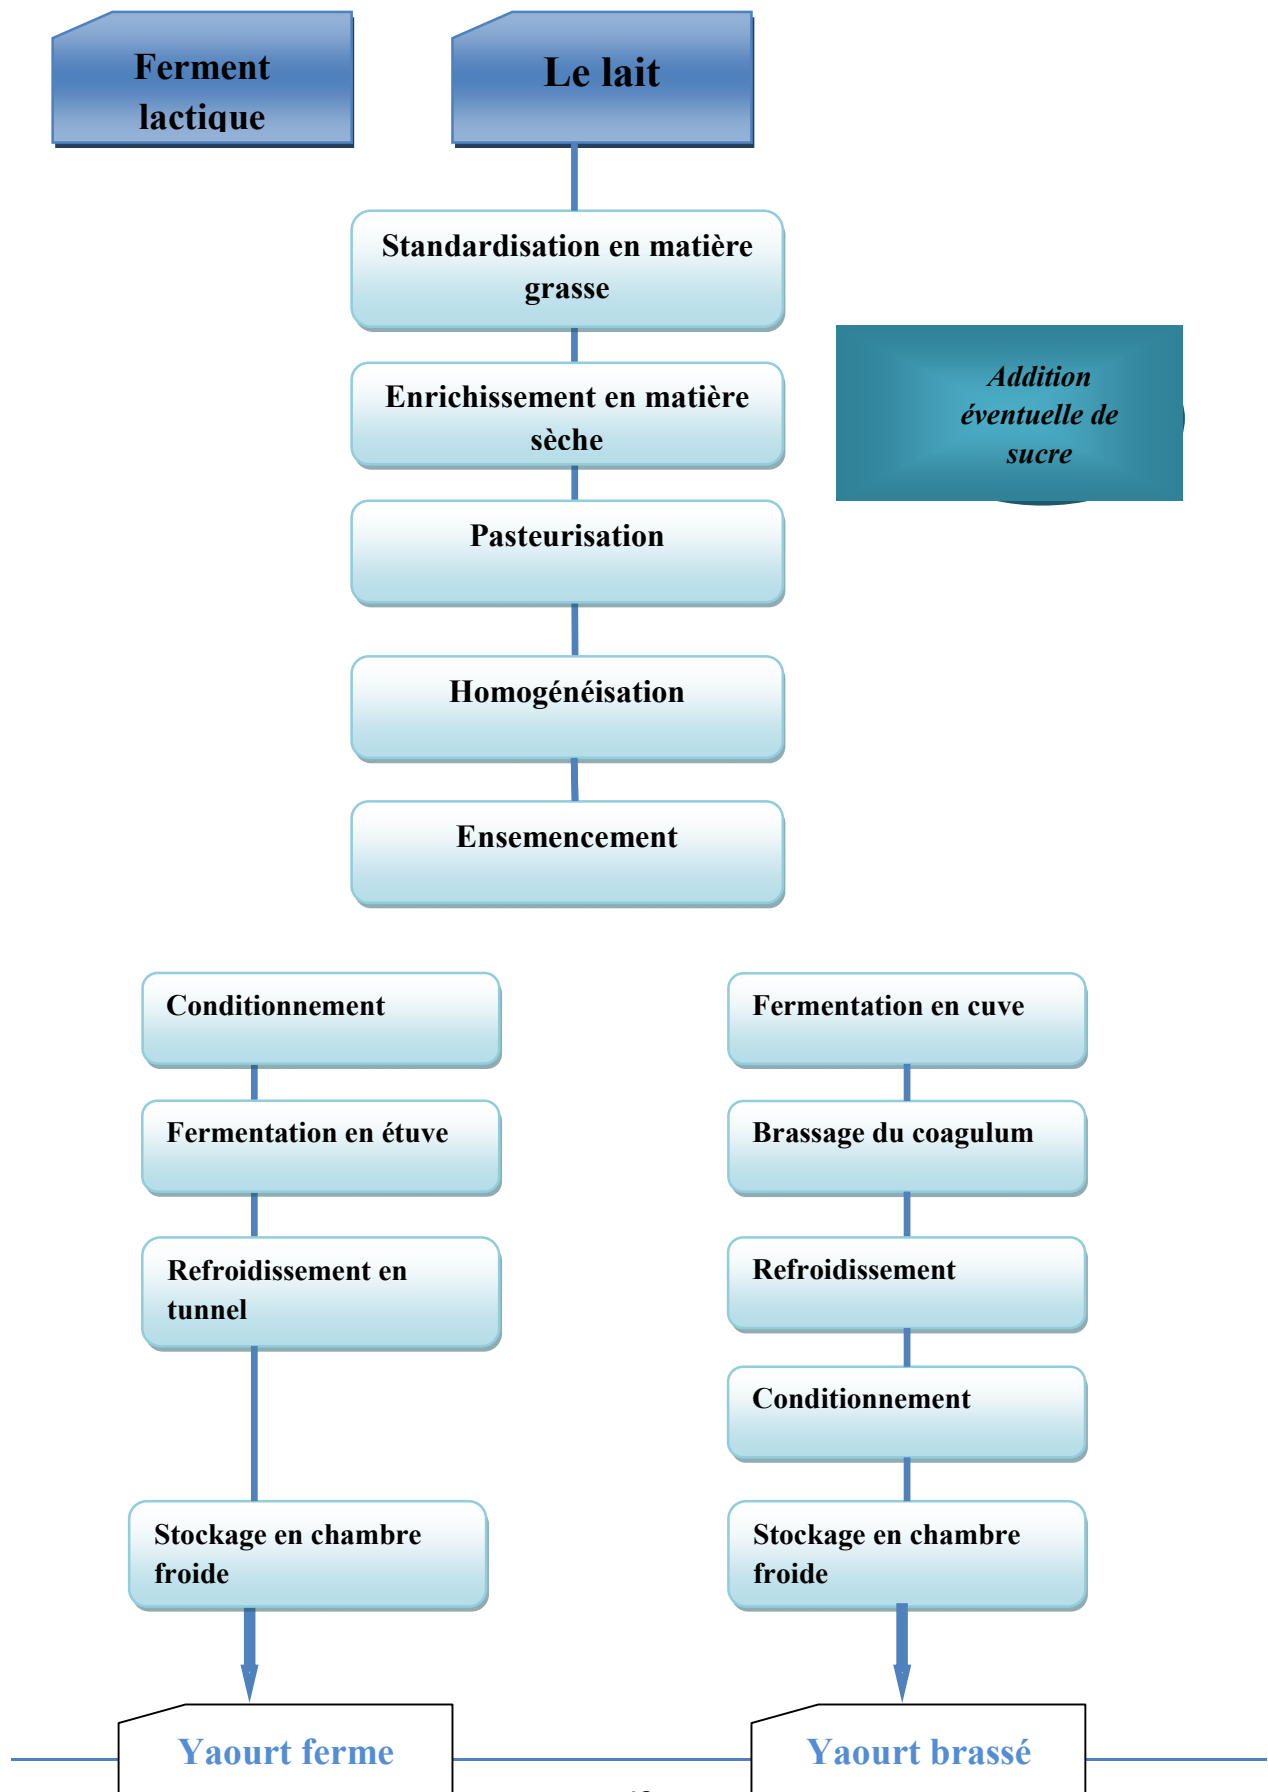 Ferment
lactique
Le lait
Standardisation en matière
grasse
Enrichissement en matière
sèche
Addition
éventuelle de
sucre
Pasteurisation
Homogénéisation
Ensemencement
Conditionnement
Fermentation en étuve
Refroidissement en
tunnel
Stockage en chambre
froide
Yaourt ferme
Fermentation en cuve
Brassage du coagulum
Refroidissement
Conditionnement
Stockage en chambre
froide
Yaourt brassé